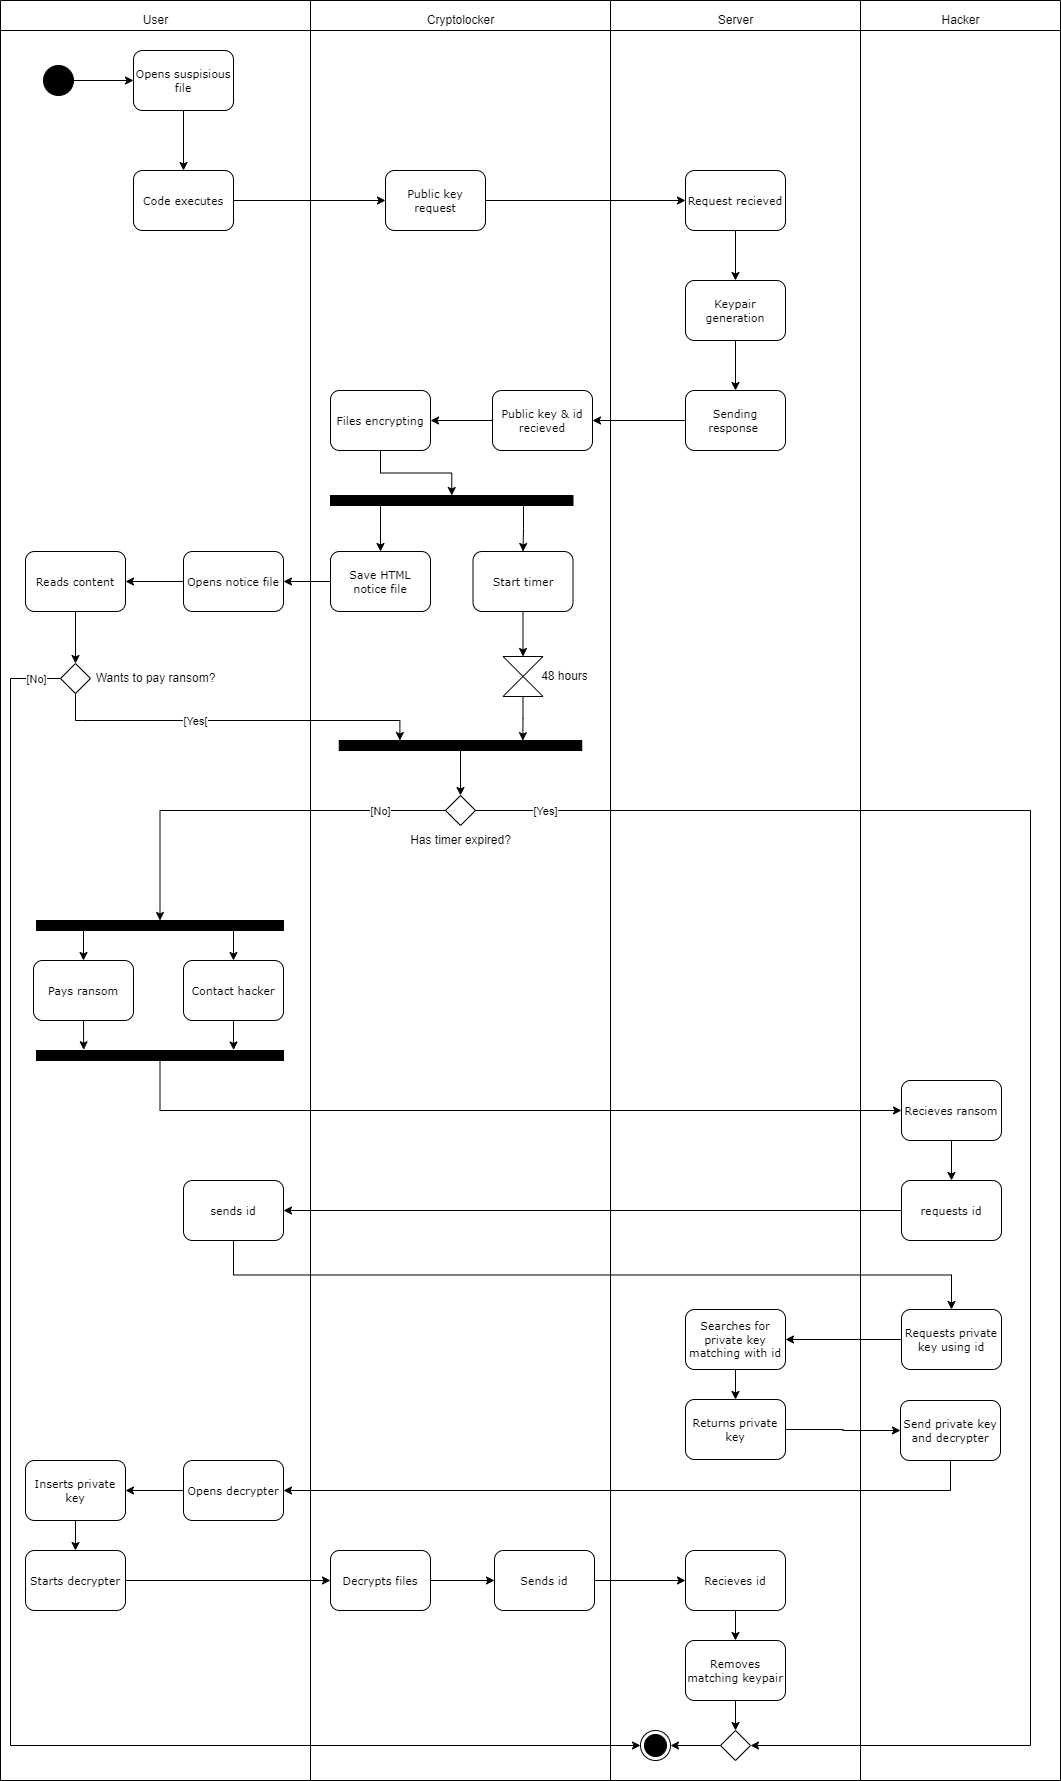 User
Cryptolocker
Server
Hacker
Opens suspisious
file
Code executes
Public key
request
Request recieved
Keypair
generation
Files encrypting
Public key & id
recieved
Sending
response
Reads content
Opens notice file
Save HTML
notice file
Start timer
[No]
Wants to pay ransom?
48 hours
[Yes[
[No]
[Yes]
Has timer expired?
Pays ransom
Contact hacker
Recieves ransom
sends id
requests id
Searches for
private key
matching with id
Requests private
key using id
Returns private
key
Send private key
and decrypter
Inserts private
key
Opens decrypter
Starts decrypter
Decrypts files
Sends id
Recieves id
Removes
matching keypair